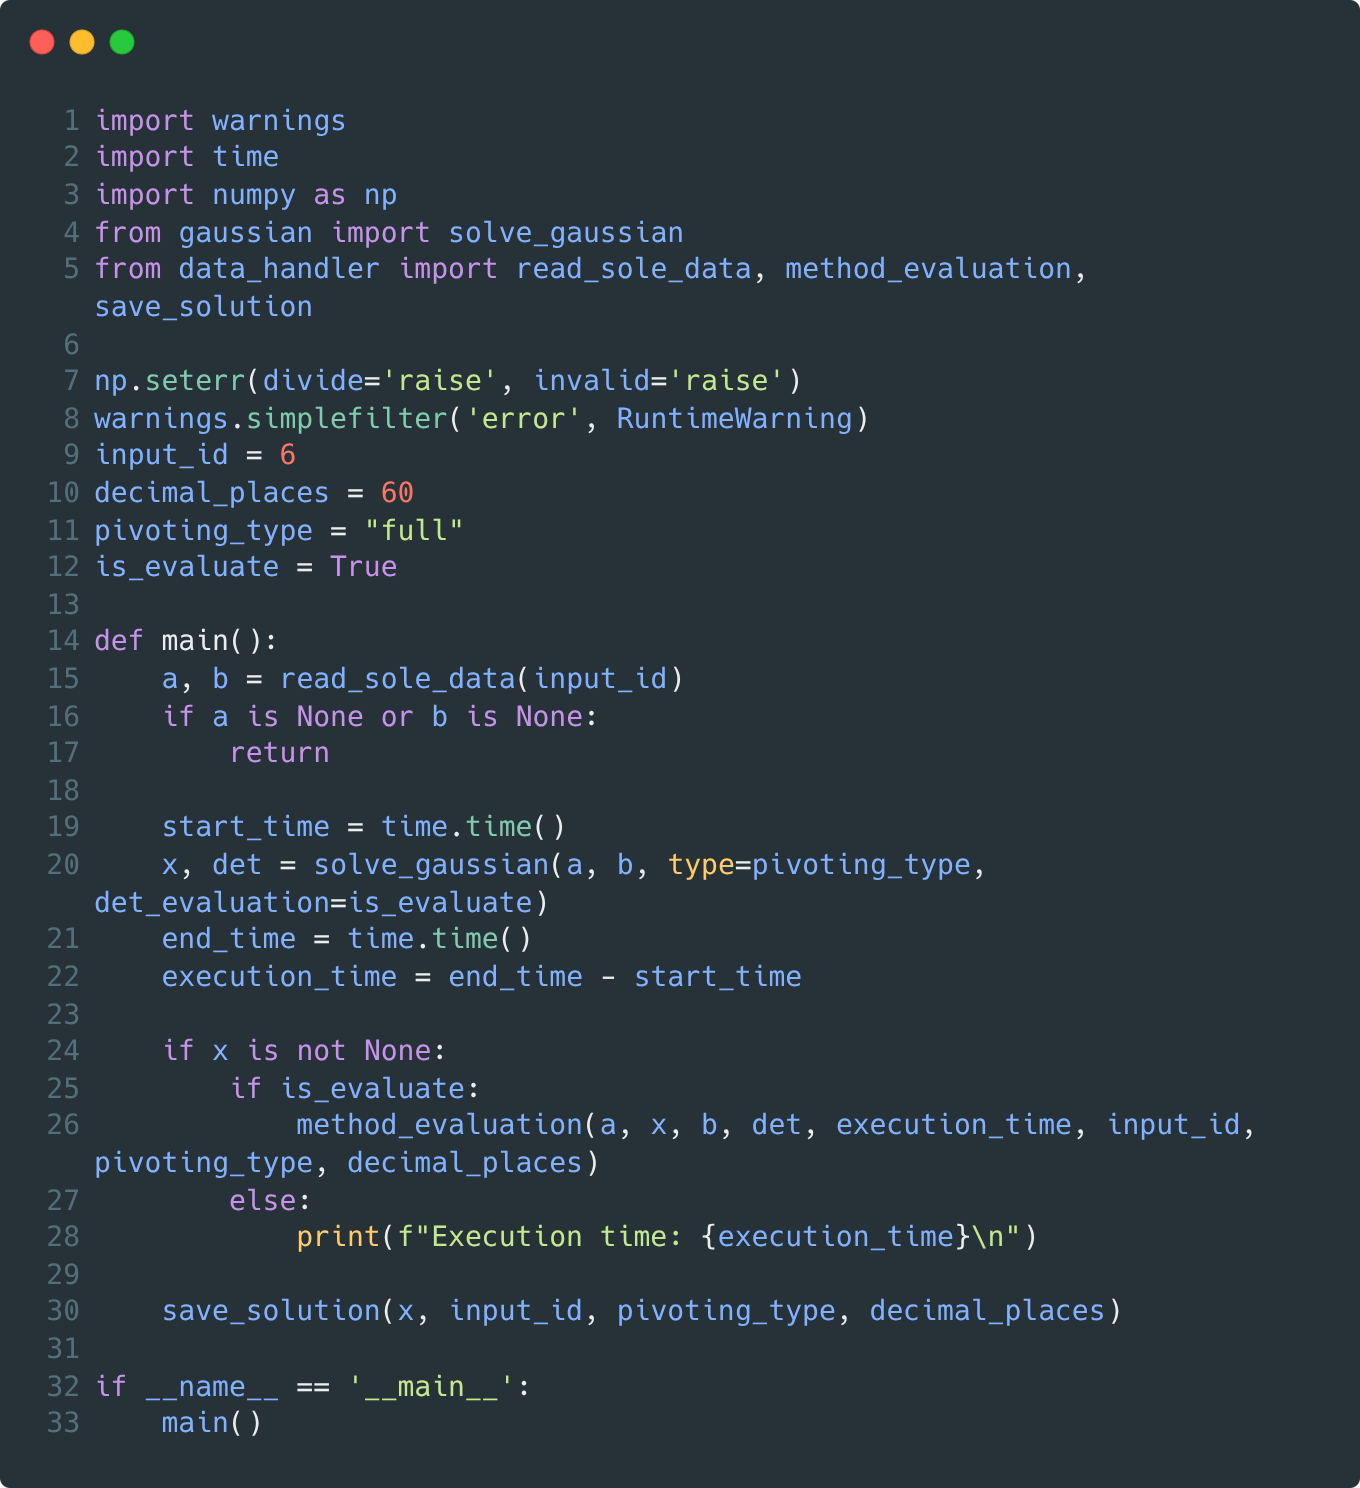 1 import warnings
2 import time
3 import numpy as np
4 from gaussian import solve_gaussian
5 from data_handler import read_sole_data, method_evaluation,
save_solution
6
7 np.seterr(divide='raise', invalid='raise')
8 warnings.simplefilter('error', RuntimeWarning)
9 input_id = 6
10 decimal_places = 60
11 pivoting_type = "full"
12 is_evaluate = True
13
14 def main():
15     a, b = read_sole_data(input_id)
16     if a is None or b is None:
17         return
18
19     start_time = time.time()
20     x, det = solve_gaussian(a, b, type=pivoting_type,
det_evaluation=is_evaluate)
21     end_time = time.time()
22     execution_time = end_time - start_time
23
24     if x is not None:
25         if is_evaluate:
26             method_evaluation(a, x, b, det, execution_time, input_id,
pivoting_type, decimal_places)
27         else:
28             print(f"Execution time: {execution_time}\n")
29
30     save_solution(x, input_id, pivoting_type, decimal_places)
31
32 if __name__ == '__main__':
33     main()